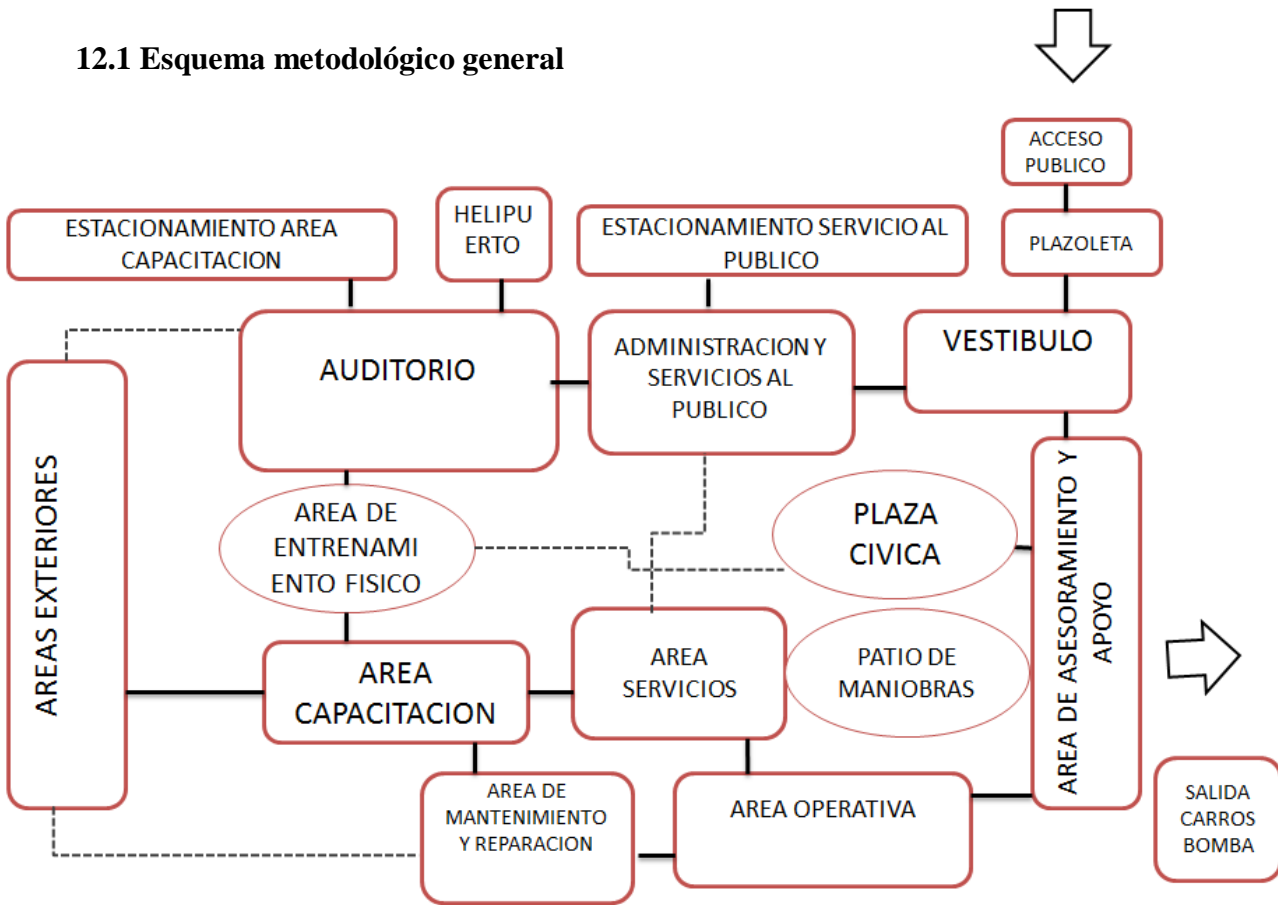 12.1 Esquema metodológico general
ACCESO
PUBLICO
ESTACIONAMIENTO AREA
CAPACITACION
HELIPU
ERTO
ESTACIONAMIENTO SERVICIO AL
PUBLICO
PLAZOLETA
AUDITORIO
ADMINISTRACION Y
SERVICIOS AL
PUBLICO
VESTIBULO
AREAS EXTERIORES
AREA DE
ENTRENAMI
ENTO FISICO
PLAZA
CIVICA
AREA DE ASESORAMIENTO Y
APOYO
AREA
CAPACITACION
AREA
SERVICIOS
PATIO DE
MANIOBRAS
AREA DE
MANTENIMIENTO
Y REPARACION
AREA OPERATIVA
SALIDA
CARROS
BOMBA